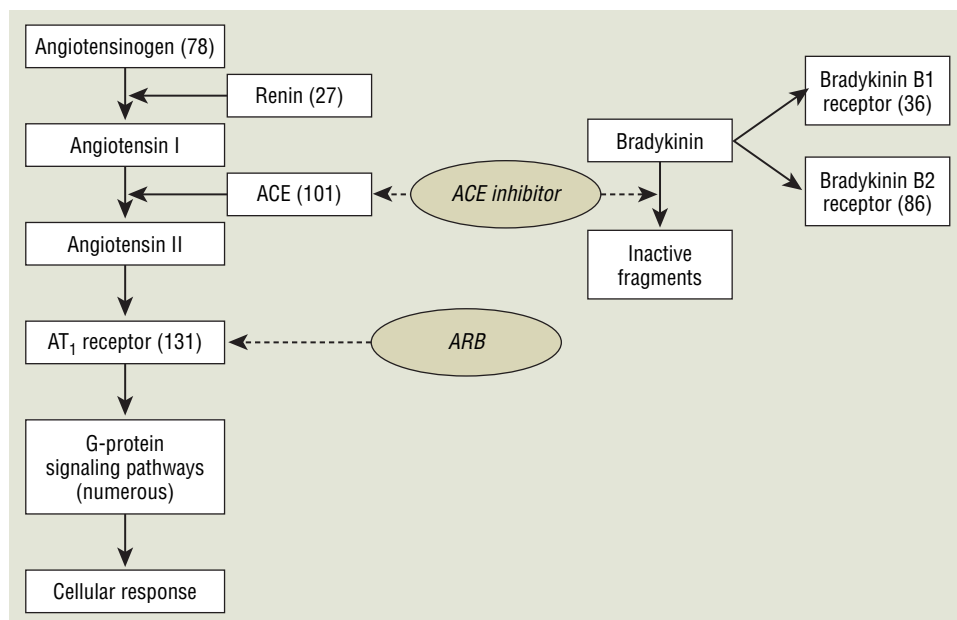 Angiotensinogen (78)
Renin (27)
Angiotensin I
ACE (101)
Angiotensin II
AT₁ receptor (131)
G-protein
signaling pathways
(numerous)
Cellular response
ACE inhibitor
ARB
Bradykinin
Inactive
fragments
Bradykinin B1
receptor (36)
Bradykinin B2
receptor (86)